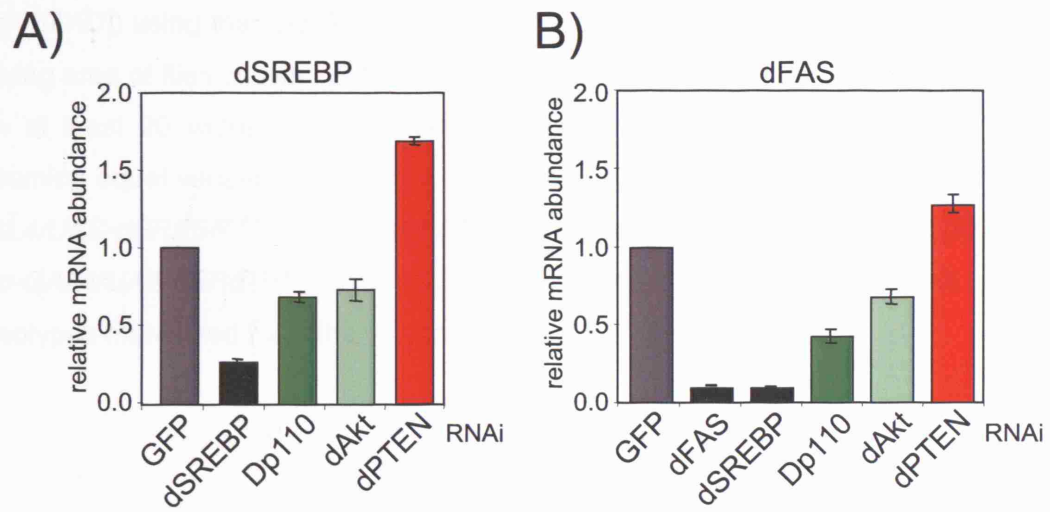 A)
dSREBP
relative mRNA abundance
2.0
1.5
1.0
0.5
0.0
GFP
dSREBP
Dp110
dAkt
dPTEN
RNAi
B)
dFAS
relative mRNA abundance
2.0
1.5
1.0
0.5
0.0
GFP
dFAS
dSREBP
Dp110
dAkt
dPTEN
RNAi